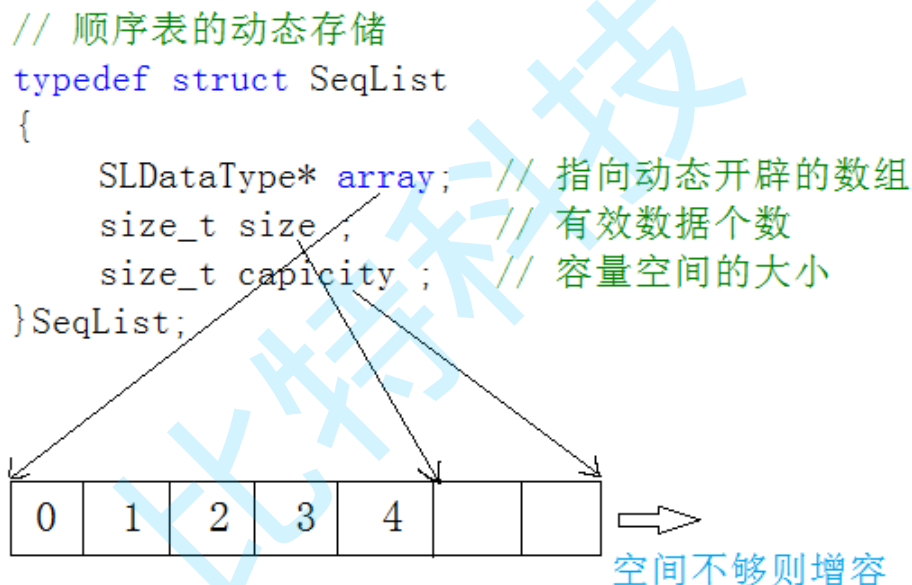 // 顺序表的动态存储
typedef struct SeqList
{
SLDataType* array; // 指向动态开辟的数组
size_t size ; // 有效数据个数
size_t capicity ; // 容量空间的大小
}SeqList;
0 1 2 3 4
空间不够则增容
比特科技